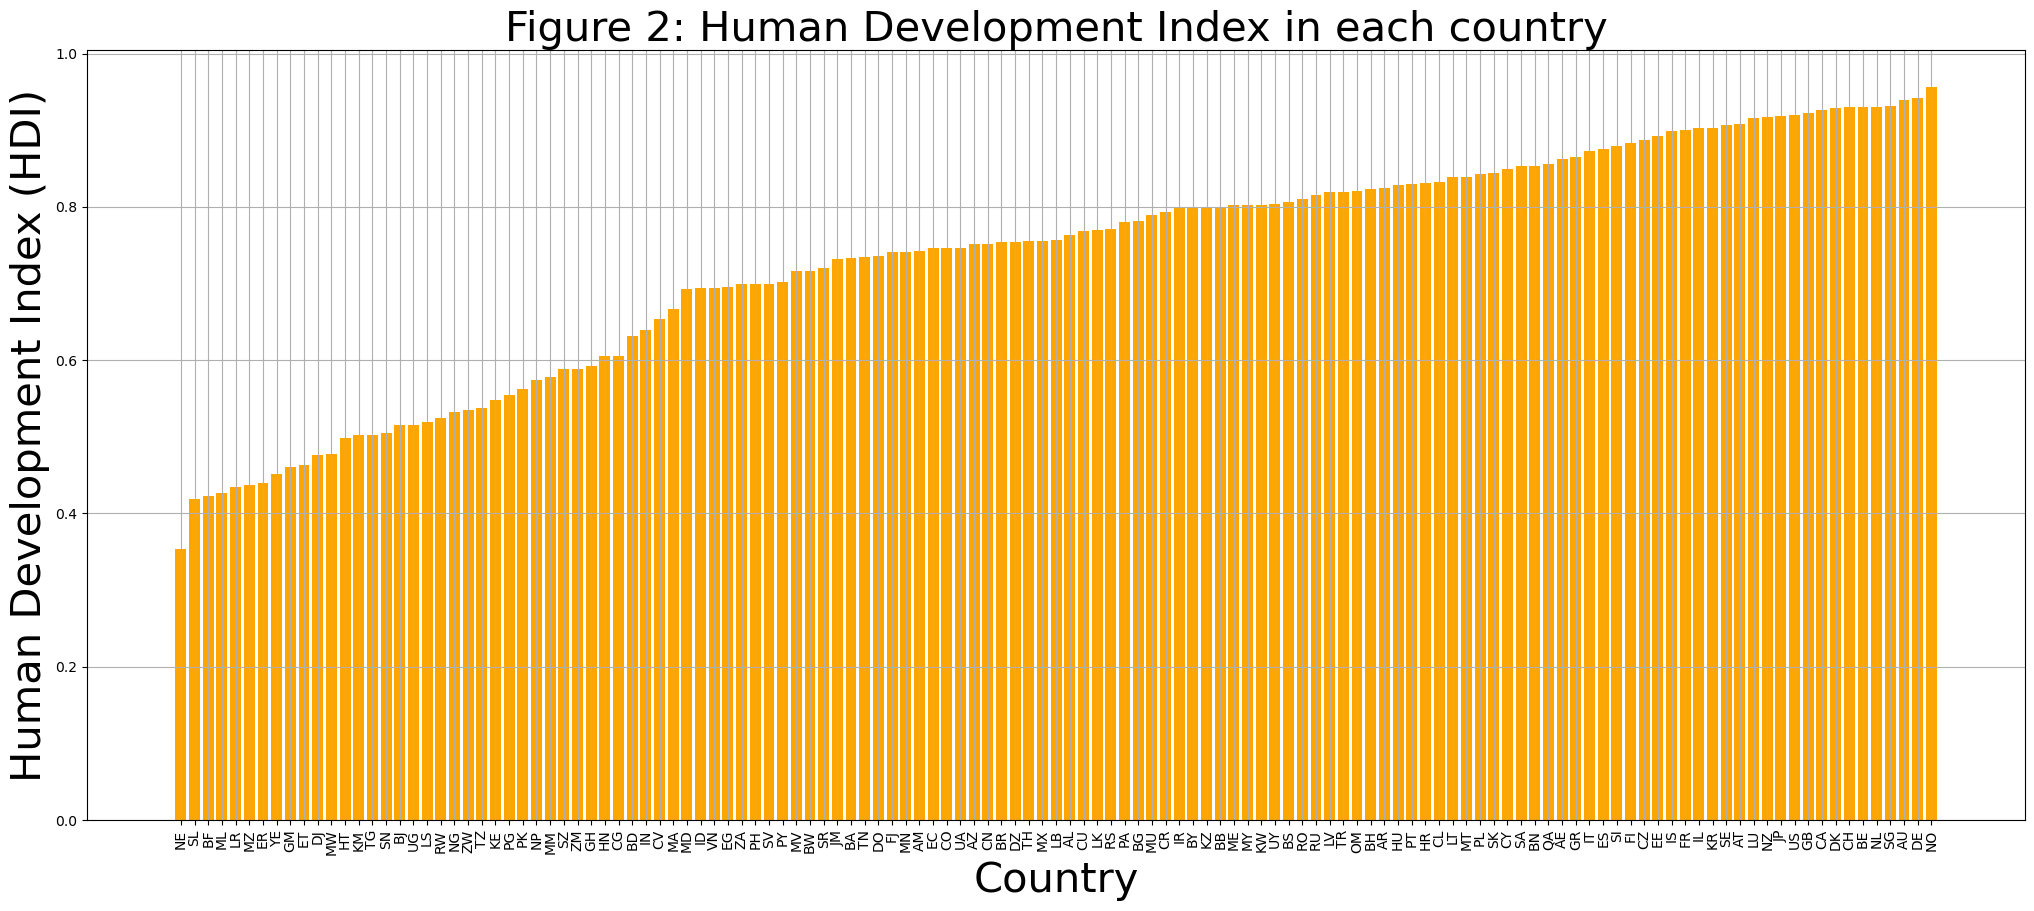 Figure 2: Human Development Index in each country
Human Development Index (HDI)
1.0
0.8
0.6
0.4
0.2
0.0
NE SL BF ML LR MZ ER YE GM ET DJ MW HT KM TG SN BJ UG LS RW NG ZW TZ KE PG PK NP MM SZ ZM GH HN CG BD IN CV MA MD ID VN EG ZA PH SV PY MV BW SR JM BA TN DO FJ MN AM EC CO UA AZ CN BR DZ TH MX LB AL CU LK RS PA BG MU CR IR BY KZ BB ME MY KW UY BS RO RU LV TR OM BH AR HU PT HR CL LT MT PL SK CY SA BN QA AE GR IT ES SI FI CZ EE IS FR IL KR SE AT LU NZ JP US GB CA DK CH BE NL SG AU DE NO
Country